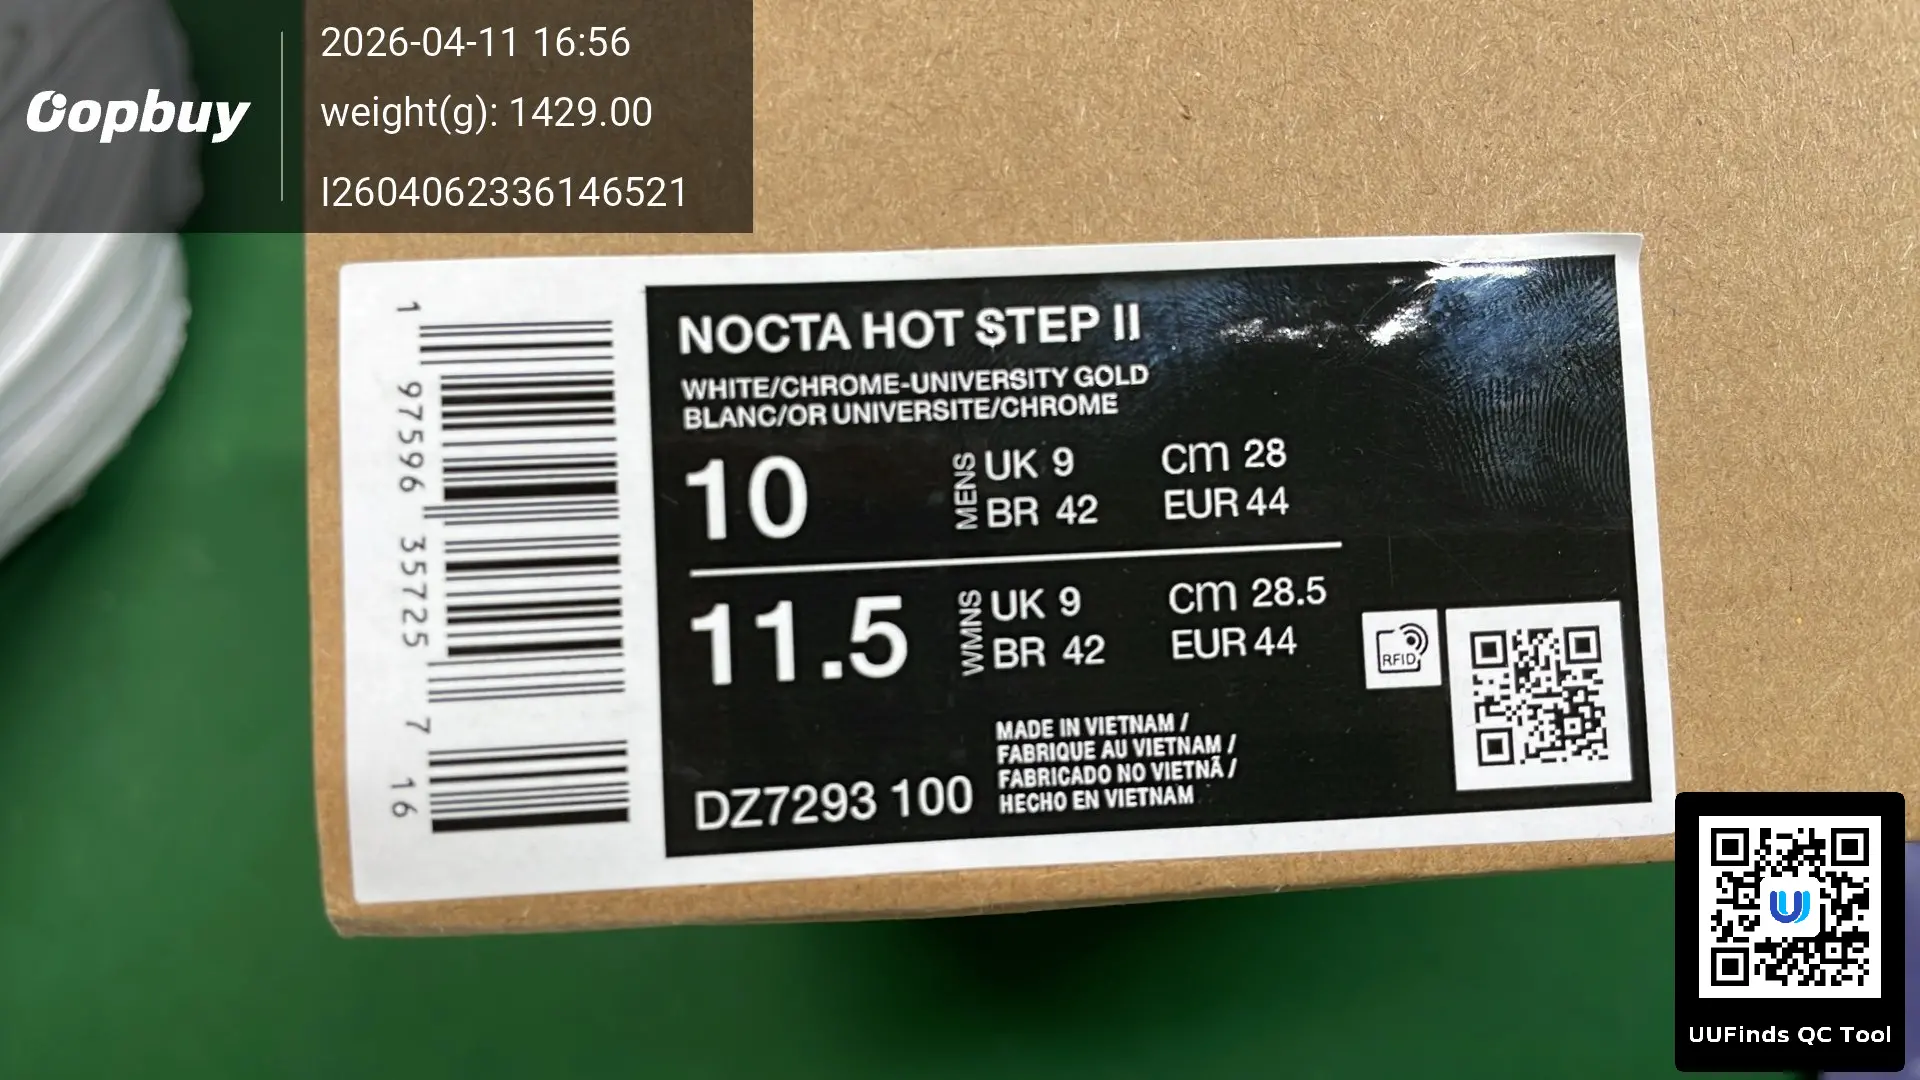 Oopbuy
2026-04-11 16:56
weight(g): 1429.00
I2604062336146521
1 97596 35725 7 16
NOCTA HOT STEP II
WHITE/CHROME-UNIVERSITY GOLD
BLANC/OR UNIVERSITE/CHROME
10 MENS UK 9 cm 28
BR 42 EUR 44
11.5 WMNS UK 9 cm 28.5
BR 42 EUR 44
RFID
MADE IN VIETNAM /
FABRIQUE AU VIETNAM /
FABRICADO NO VIETNÃ /
HECHO EN VIETNAM
DZ7293 100
U
UUFinds QC Tool